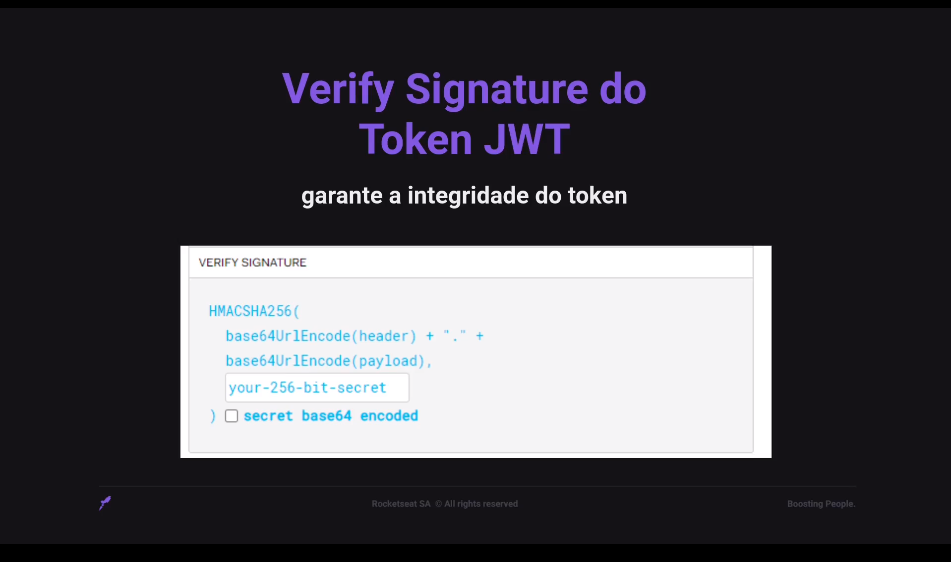 Verify Signature do
Token JWT
garante a integridade do token
VERIFY SIGNATURE
HMACSHA256(
base64UrlEncode(header) + "." +
base64UrlEncode(payload),
your-256-bit-secret
) secret base64 encoded
Rocketseat SA © All rights reserved
Boosting People.